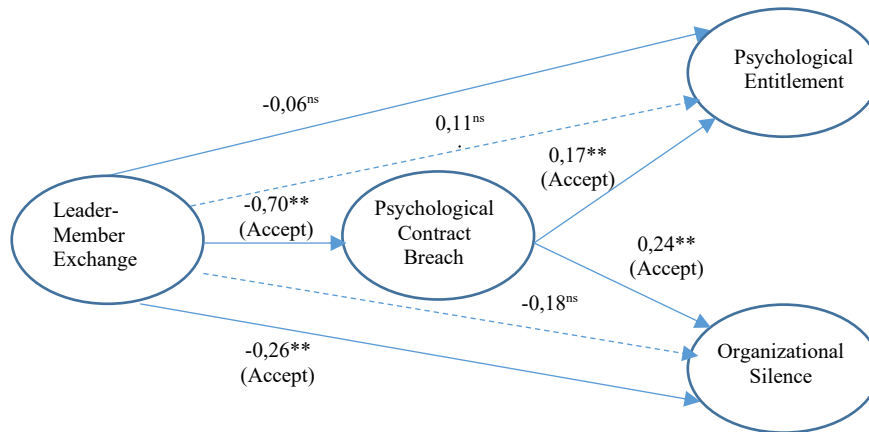 Psychological
Entitlement
-0,06ns
0,11ns
.
0,17**
(Accept)
Leader-
Member
Exchange
-0,70**
(Accept)
Psychological
Contract
Breach
0,24**
(Accept)
-0,18ns
-0,26**
(Accept)
Organizational
Silence